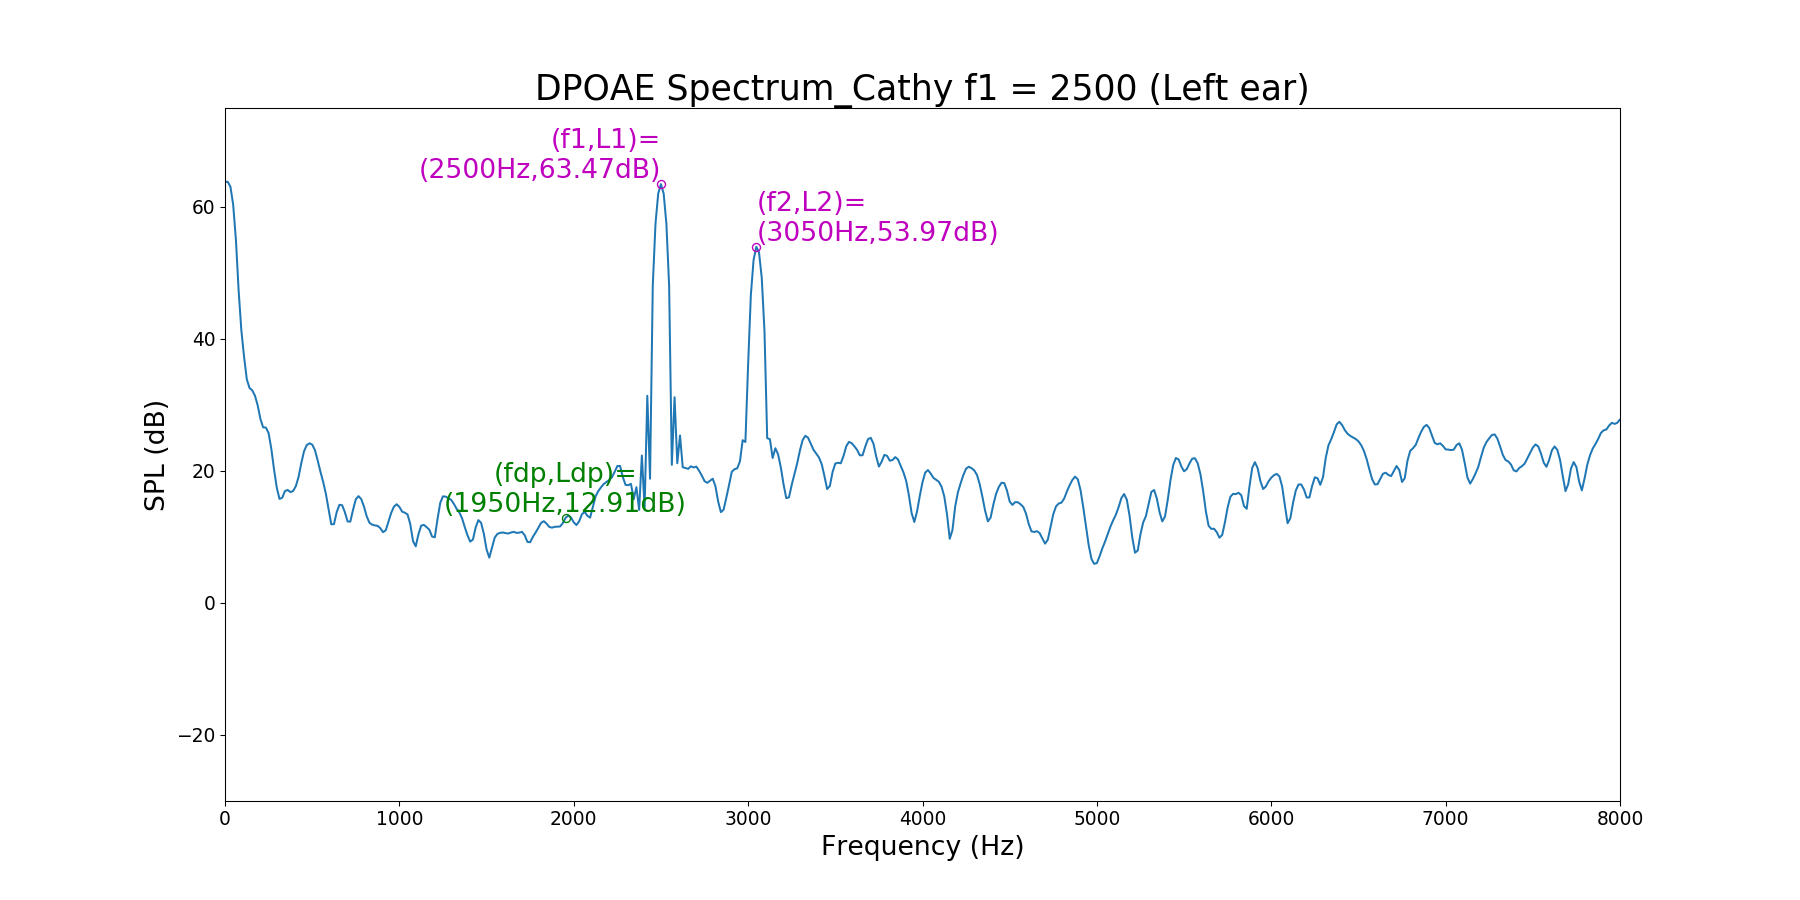 DPOAE Spectrum_Cathy f1 = 2500 (Left ear)
(f1,L1)=
(2500Hz,63.47dB)
(f2,L2)=
(3050Hz,53.97dB)
(fdp,Ldp)=
(1950Hz,12.91dB)
SPL (dB)
60
40
20
0
−20
0 1000 2000 3000 4000 5000 6000 7000 8000
Frequency (Hz)